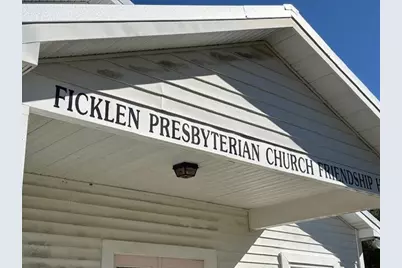 FICKLEN PRESBYTERIAN CHURCH FRIENDSHIP H